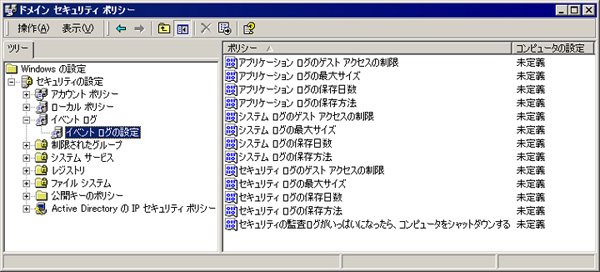 ドメイン セキュリティ ポリシー
操作(A) 表示(V)
ツリー
Windows の設定
セキュリティの設定
アカウント ポリシー
ローカル ポリシー
イベント ログ
イベント ログの設定
制限されたグループ
システム サービス
レジストリ
ファイル システム
公開キーのポリシー
Active Directory の IP セキュリティ ポリシー
ポリシー コンピュータの設定
アプリケーション ログのゲスト アクセスの制限 未定義
アプリケーション ログの最大サイズ 未定義
アプリケーション ログの保存日数 未定義
アプリケーション ログの保存方法 未定義
システム ログのゲスト アクセスの制限 未定義
システム ログの最大サイズ 未定義
システム ログの保存日数 未定義
システム ログの保存方法 未定義
セキュリティ ログのゲスト アクセスの制限 未定義
セキュリティ ログの最大サイズ 未定義
セキュリティ ログの保存日数 未定義
セキュリティ ログの保存方法 未定義
セキュリティの監査ログがいっぱいになったら、コンピュータをシャットダウンする 未定義